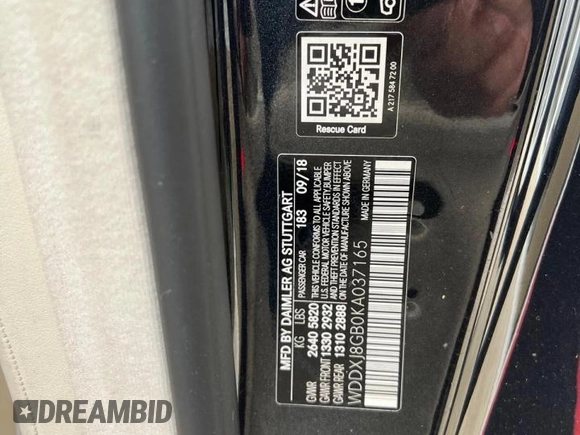 A 217 584 72 00
Rescue Card
MFD BY DAIMLER AG STUTTGART
PASSENGER CAR 183 09/18
KG LBS
GVWR 2640 5820
GAWR FRONT 1330 2932
GAWR REAR 1310 2888
THIS VEHICLE CONFORMS TO ALL APPLICABLE
U.S. FEDERAL MOTOR VEHICLE SAFETY, BUMPER
AND THEFT PREVENTION STANDARDS IN EFFECT
ON THE DATE OF MANUFACTURE SHOWN ABOVE
WDDXJ8GB0KA037165
MADE IN GERMANY
DREAMBID